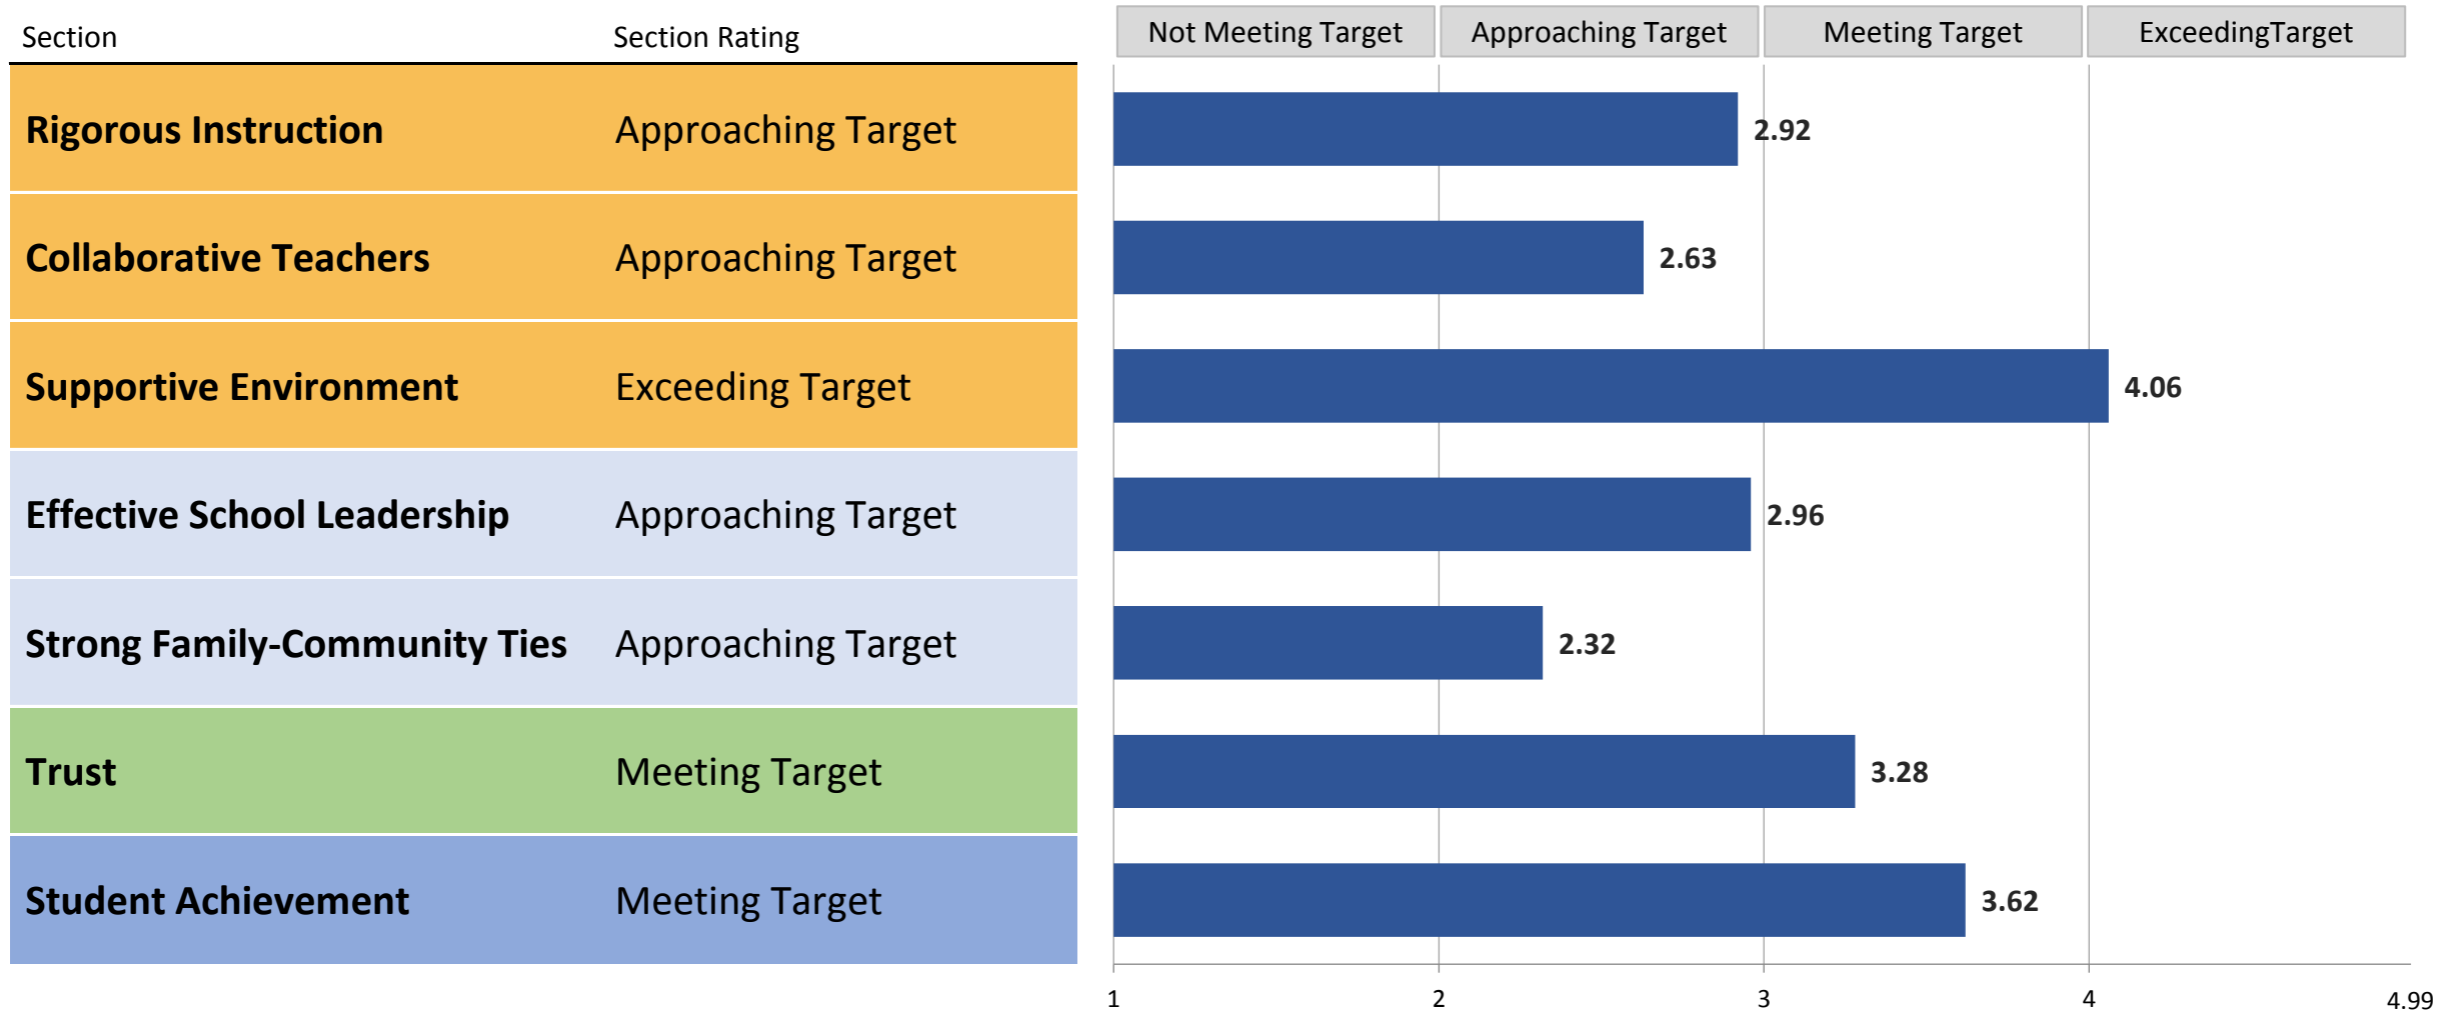 Section Section Rating Not Meeting Target Approaching Target Meeting Target ExceedingTarget
Rigorous Instruction Approaching Target 2.92
Collaborative Teachers Approaching Target 2.63
Supportive Environment Exceeding Target 4.06
Effective School Leadership Approaching Target 2.96
Strong Family-Community Ties Approaching Target 2.32
Trust Meeting Target 3.28
Student Achievement Meeting Target 3.62
1 2 3 4 4.99